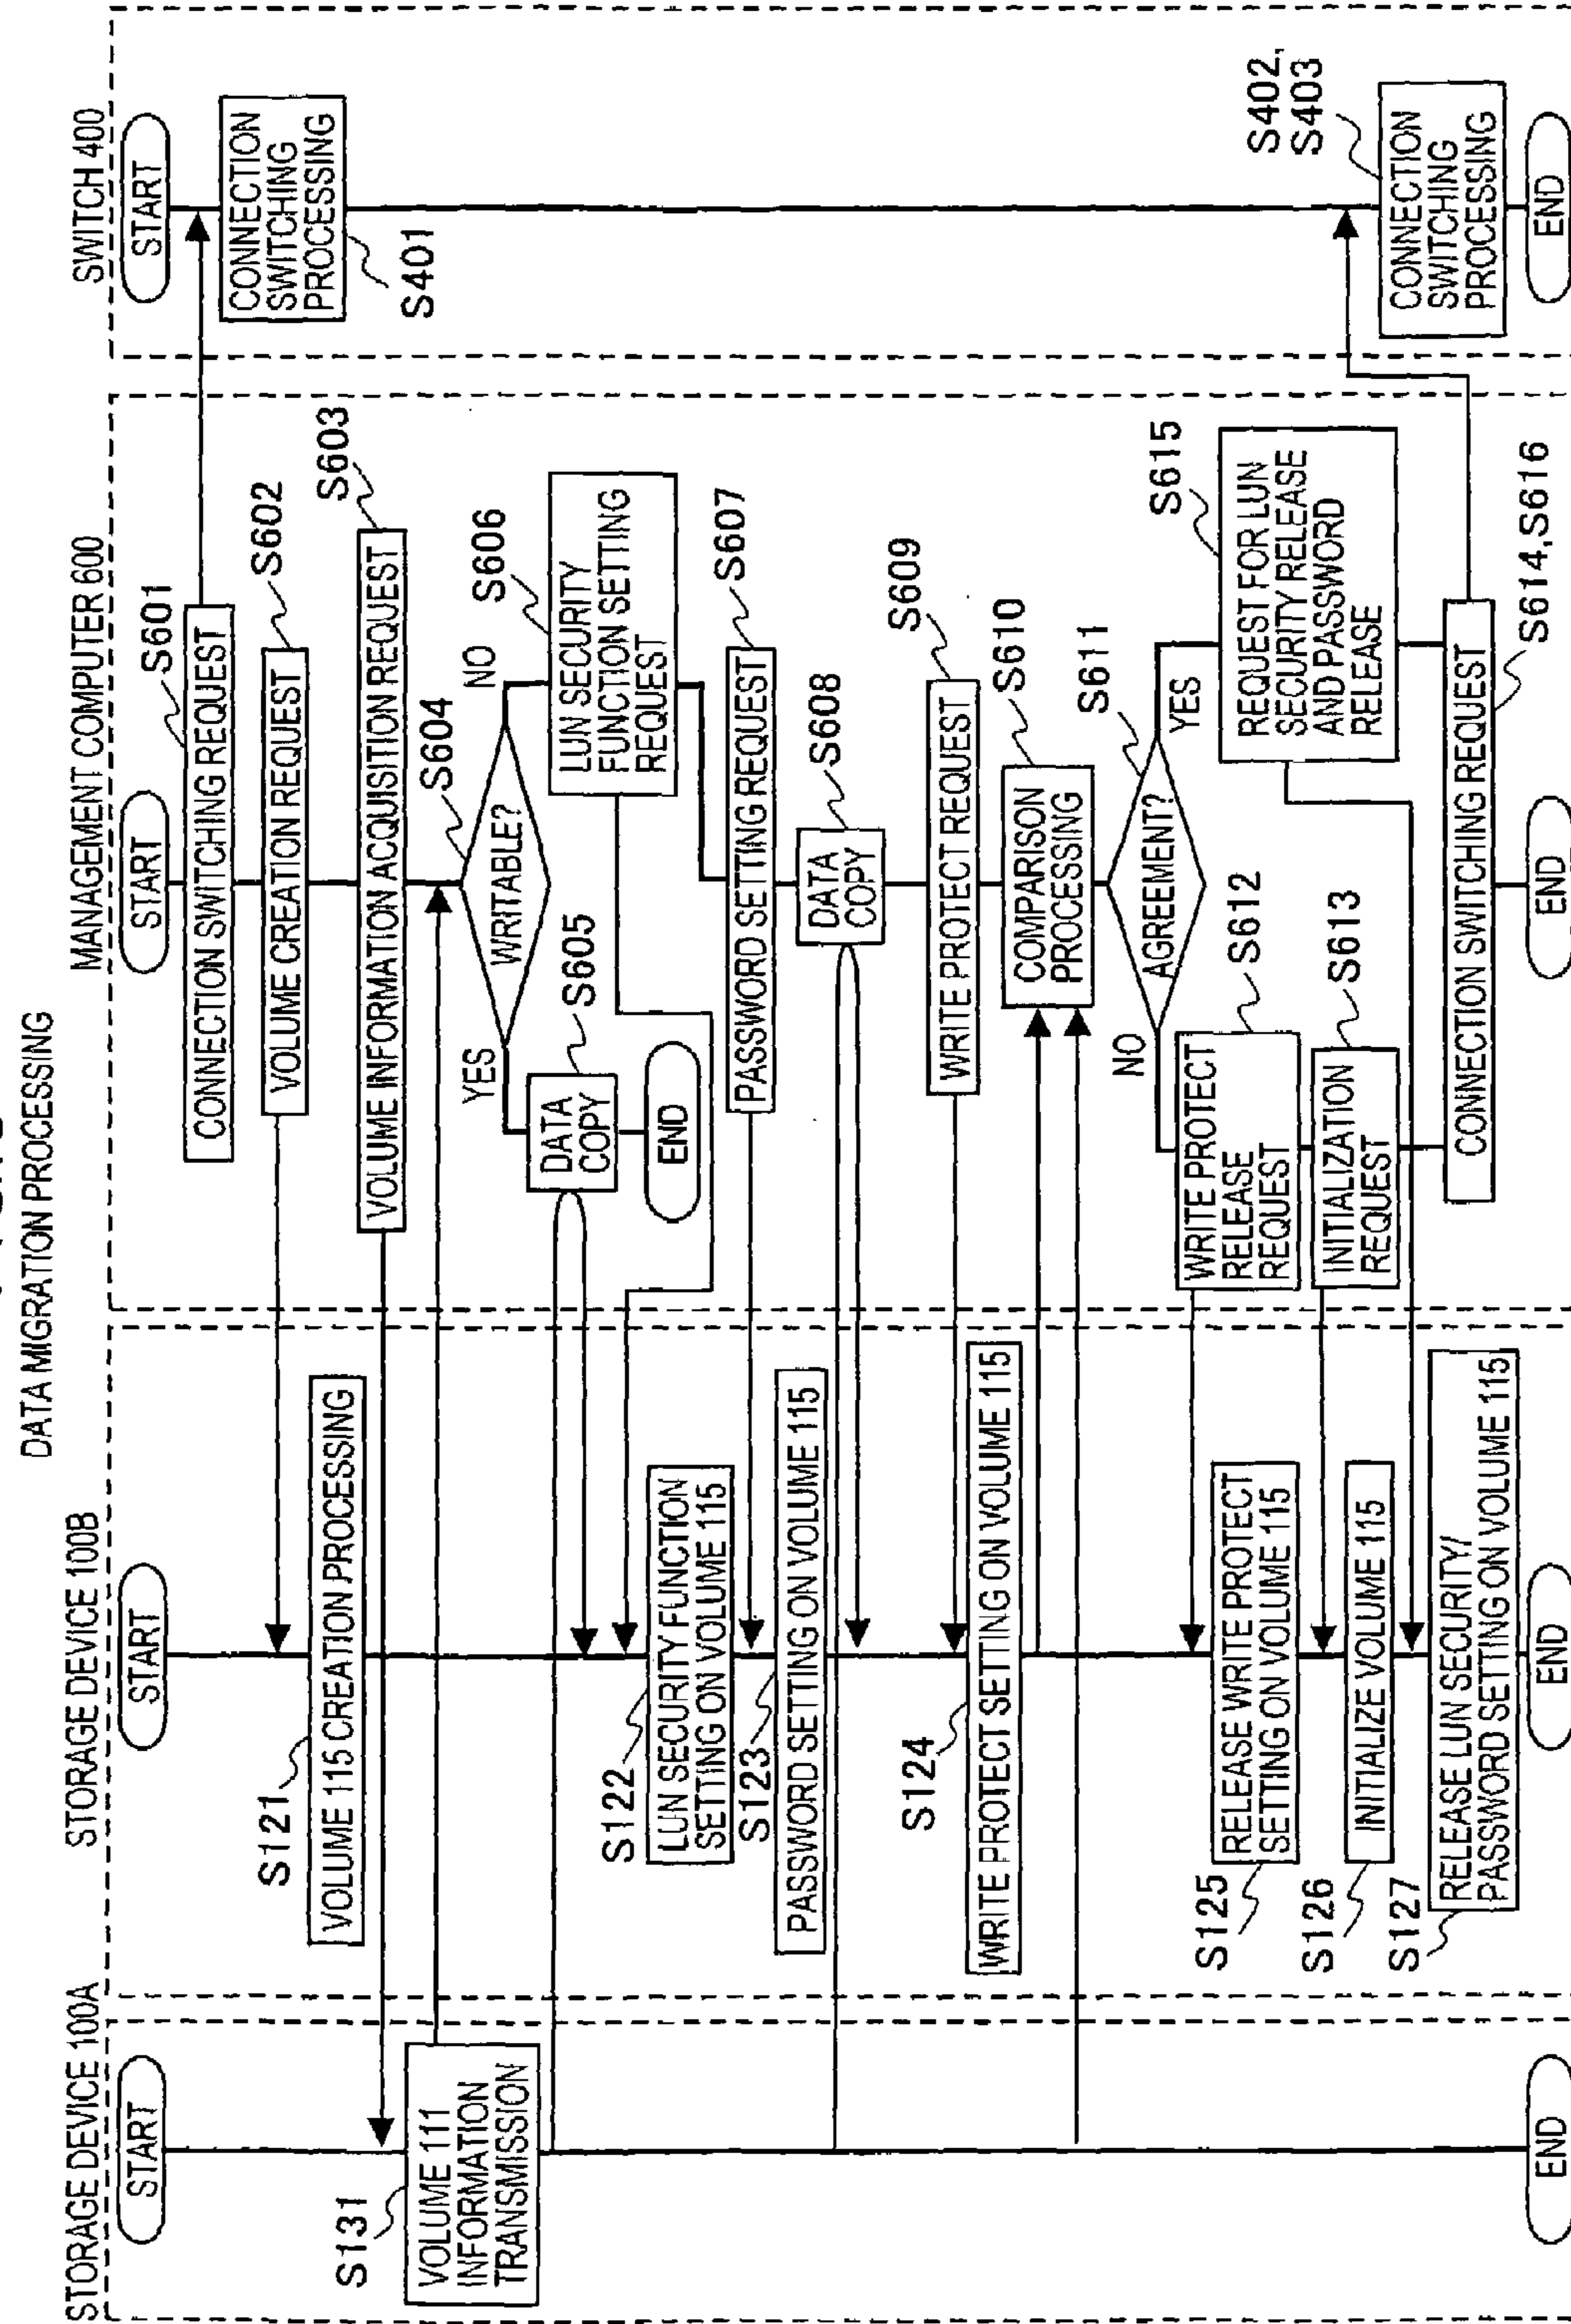 DATA MIGRATION PROCESSING
STORAGE DEVICE 100A
START
S131
VOLUME 111
INFORMATION
TRANSMISSION
END
STORAGE DEVICE 100B
START
S121
VOLUME 115 CREATION PROCESSING
S122
LUN SECURITY FUNCTION
SETTING ON VOLUME 115
S123
PASSWORD SETTING ON VOLUME 115
S124
WRITE PROTECT SETTING ON VOLUME 115
S125
RELEASE WRITE PROTECT
SETTING ON VOLUME 115
S126
INITIALIZE VOLUME 115
S127
RELEASE LUN SECURITY/
PASSWORD SETTING ON VOLUME 115
END
MANAGEMENT COMPUTER 600
START
S601
CONNECTION SWITCHING REQUEST
S602
VOLUME CREATION REQUEST
S603
VOLUME INFORMATION ACQUISITION REQUEST
S604
WRITABLE?
YES
NO
S605
DATA
COPY
END
S606
LUN SECURITY
FUNCTION SETTING
REQUEST
S607
PASSWORD SETTING REQUEST
S608
DATA
COPY
S609
WRITE PROTECT REQUEST
S610
COMPARISON
PROCESSING
S611
AGREEMENT?
NO
YES
S612
WRITE PROTECT
RELEASE
REQUEST
S613
INITIALIZATION
REQUEST
S615
REQUEST FOR LUN
SECURITY RELEASE
AND PASSWORD
RELEASE
CONNECTION SWITCHING REQUEST
S614,S616
END
SWITCH 400
START
CONNECTION
SWITCHING
PROCESSING
S401
S402,
S403
CONNECTION
SWITCHING
PROCESSING
END